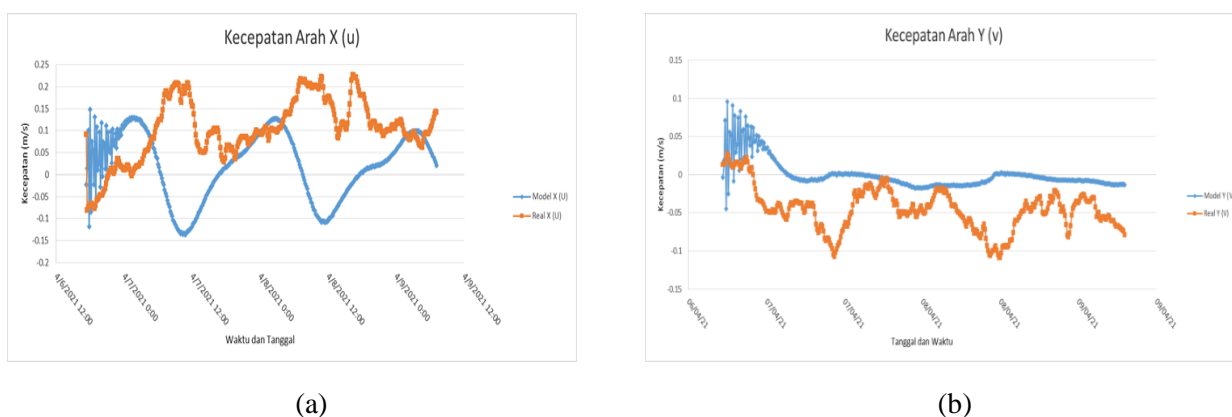 Kecepatan Arah X (u)
0.25
0.2
0.15
0.1
0.05
0
-0.05
-0.1
-0.15
-0.2
Kecepatan (m/s)
4/6/2021 12:00
4/7/2021 0:00
4/7/2021 12:00
4/8/2021 0:00
4/8/2021 12:00
4/9/2021 0:00
4/9/2021 12:00
Waktu dan Tanggal
Model X (U)
Real X (U)
(a)
Kecepatan Arah Y (v)
0.15
0.1
0.05
0
-0.05
-0.1
-0.15
Kecepatan (m/s)
06/04/21
07/04/21
07/04/21
08/04/21
08/04/21
09/04/21
09/04/21
Tanggal dan Waktu
Model Y (V
Real Y (V)
(b)